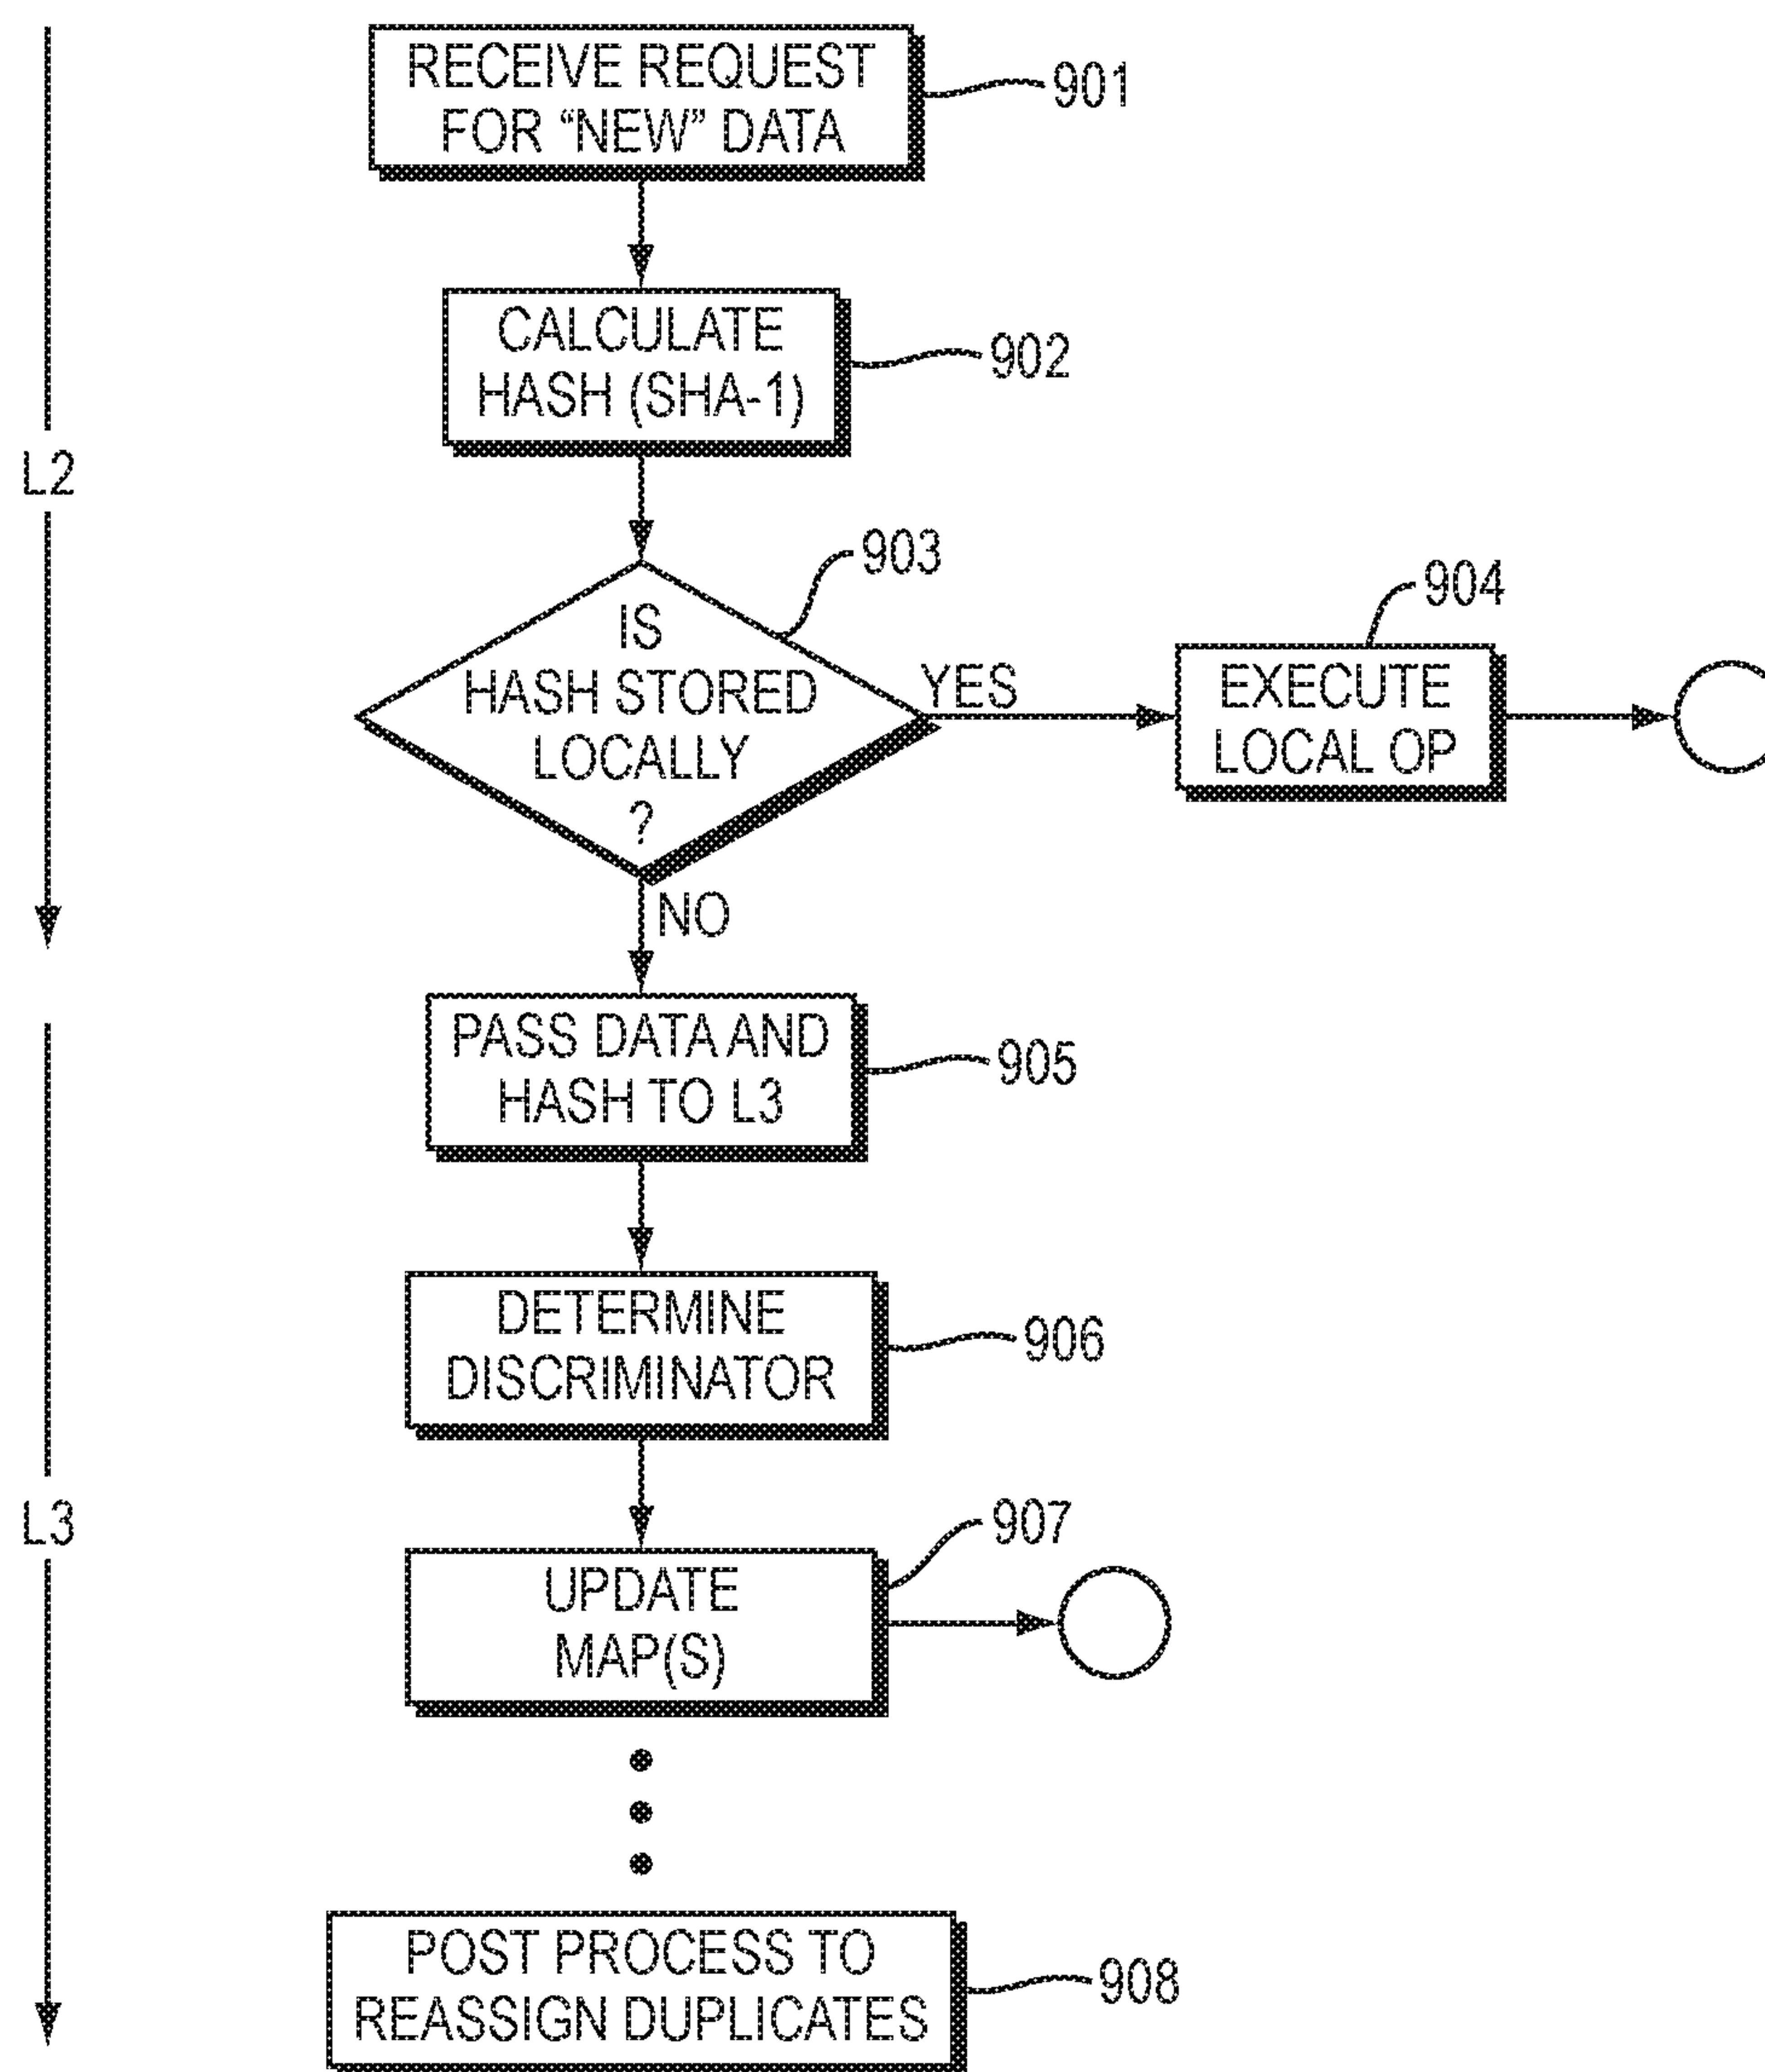 RECEIVE REQUEST
FOR “NEW” DATA
901
CALCULATE
HASH (SHA-1)
902
L2
903
IS
HASH STORED
LOCALLY
?
YES
904
EXECUTE
LOCAL OP
NO
PASS DATA AND
HASH TO L3
905
DETERMINE
DISCRIMINATOR
906
L3
907
UPDATE
MAP(S)
POST PROCESS TO
REASSIGN DUPLICATES
908